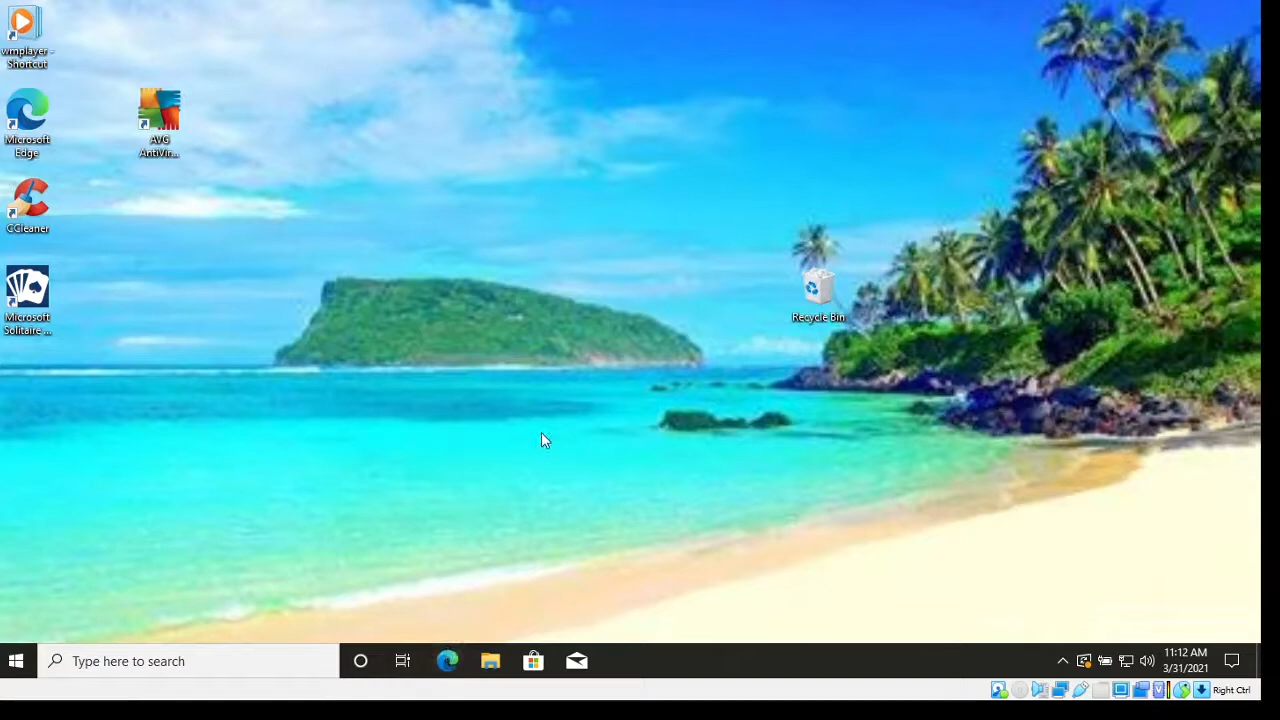 wmplayer -
Shortcut
Microsoft
Edge
AVG
AntiVir...
CCleaner
Microsoft
Solitaire ...
Recycle Bin
Type here to search
11:12 AM
3/31/2021
Right Ctrl